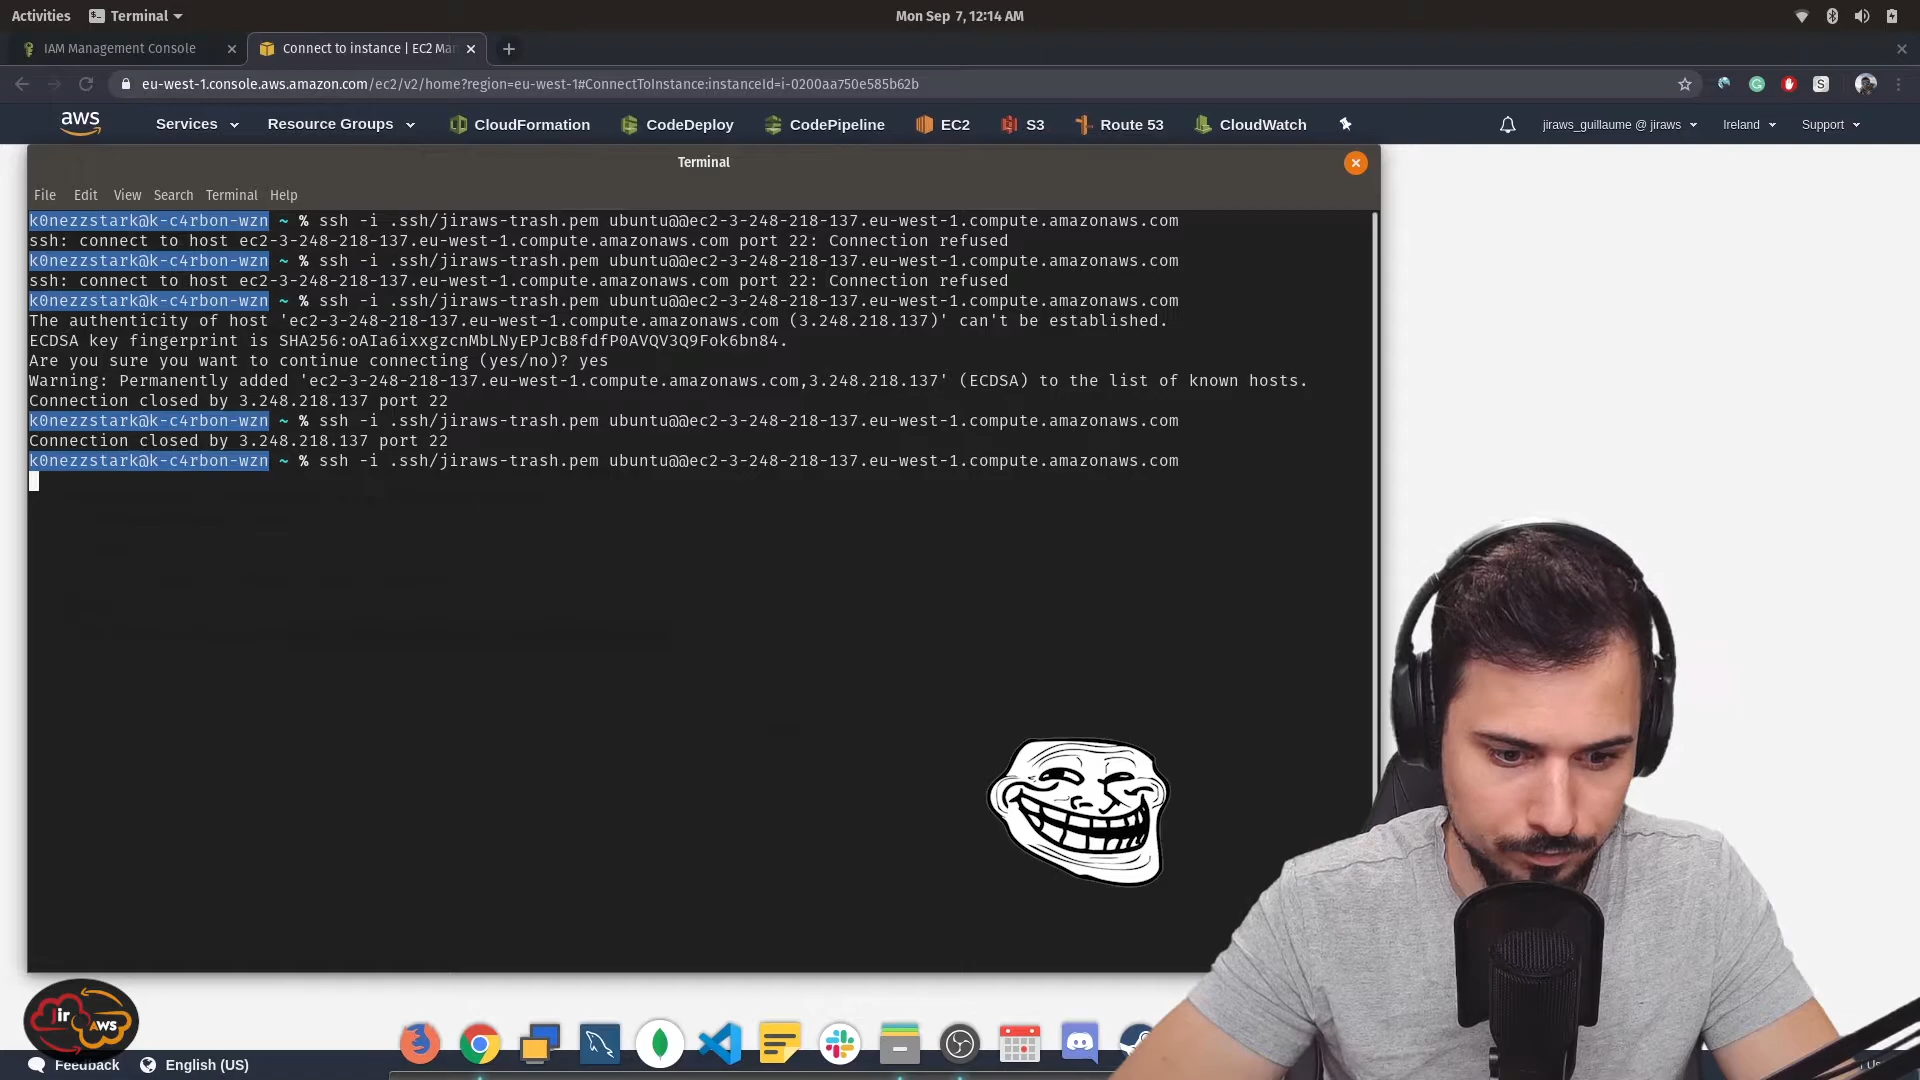 Activities Terminal Mon Sep 7, 12:14 AM
IAM Management Console Connect to instance | EC2 Man
eu-west-1.console.aws.amazon.com/ec2/v2/home?region=eu-west-1#ConnectToInstance:instanceId=i-0200aa750e585b62b
aws Services Resource Groups CloudFormation CodeDeploy CodePipeline EC2 S3 Route 53 CloudWatch jiraws_guillaume @ jiraws Ireland Support
Terminal
File Edit View Search Terminal Help
k0nezzstark@k-c4rbon-wzn ~ % ssh -i .ssh/jiraws-trash.pem ubuntu@@ec2-3-248-218-137.eu-west-1.compute.amazonaws.com
ssh: connect to host ec2-3-248-218-137.eu-west-1.compute.amazonaws.com port 22: Connection refused
k0nezzstark@k-c4rbon-wzn ~ % ssh -i .ssh/jiraws-trash.pem ubuntu@@ec2-3-248-218-137.eu-west-1.compute.amazonaws.com
ssh: connect to host ec2-3-248-218-137.eu-west-1.compute.amazonaws.com port 22: Connection refused
k0nezzstark@k-c4rbon-wzn ~ % ssh -i .ssh/jiraws-trash.pem ubuntu@@ec2-3-248-218-137.eu-west-1.compute.amazonaws.com
The authenticity of host 'ec2-3-248-218-137.eu-west-1.compute.amazonaws.com (3.248.218.137)' can't be established.
ECDSA key fingerprint is SHA256:oAIa6ixxgzcnMbLNyEPJcB8fdfP0AVQV3Q9Fok6bn84.
Are you sure you want to continue connecting (yes/no)? yes
Warning: Permanently added 'ec2-3-248-218-137.eu-west-1.compute.amazonaws.com,3.248.218.137' (ECDSA) to the list of known hosts.
Connection closed by 3.248.218.137 port 22
k0nezzstark@k-c4rbon-wzn ~ % ssh -i .ssh/jiraws-trash.pem ubuntu@@ec2-3-248-218-137.eu-west-1.compute.amazonaws.com
Connection closed by 3.248.218.137 port 22
k0nezzstark@k-c4rbon-wzn ~ % ssh -i .ssh/jiraws-trash.pem ubuntu@@ec2-3-248-218-137.eu-west-1.compute.amazonaws.com
Jir AWS
Feedback English (US)